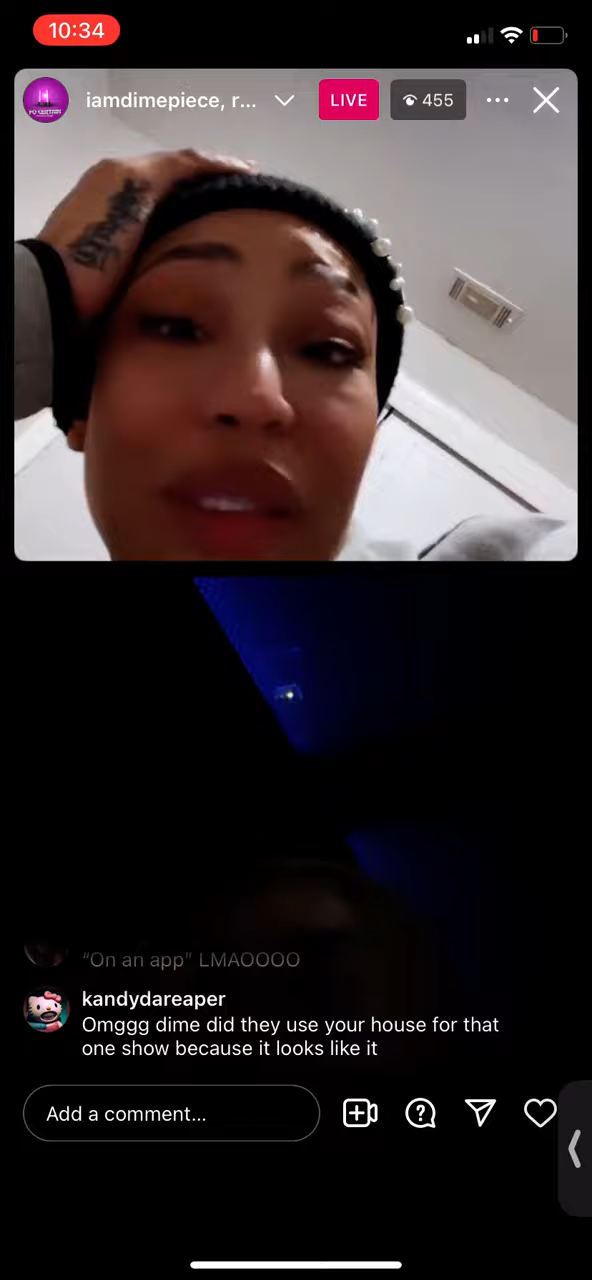 10:34
iamdimepiece, r...
LIVE
455
“On an app” LMAOOOO
kandydareaper
Omggg dime did they use your house for that
one show because it looks like it
Add a comment...